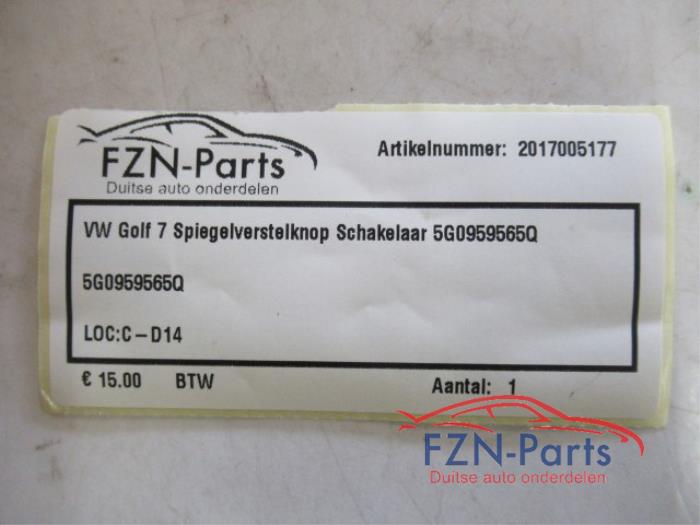 FZN-Parts
Duitse auto onderdelen
Artikelnummer: 2017005177
VW Golf 7 Spiegelverstelknop Schakelaar 5G0959565Q
5G0959565Q
LOC:C-D14
€ 15.00 BTW Aantal: 1
FZN-Parts
Duitse auto onderdelen